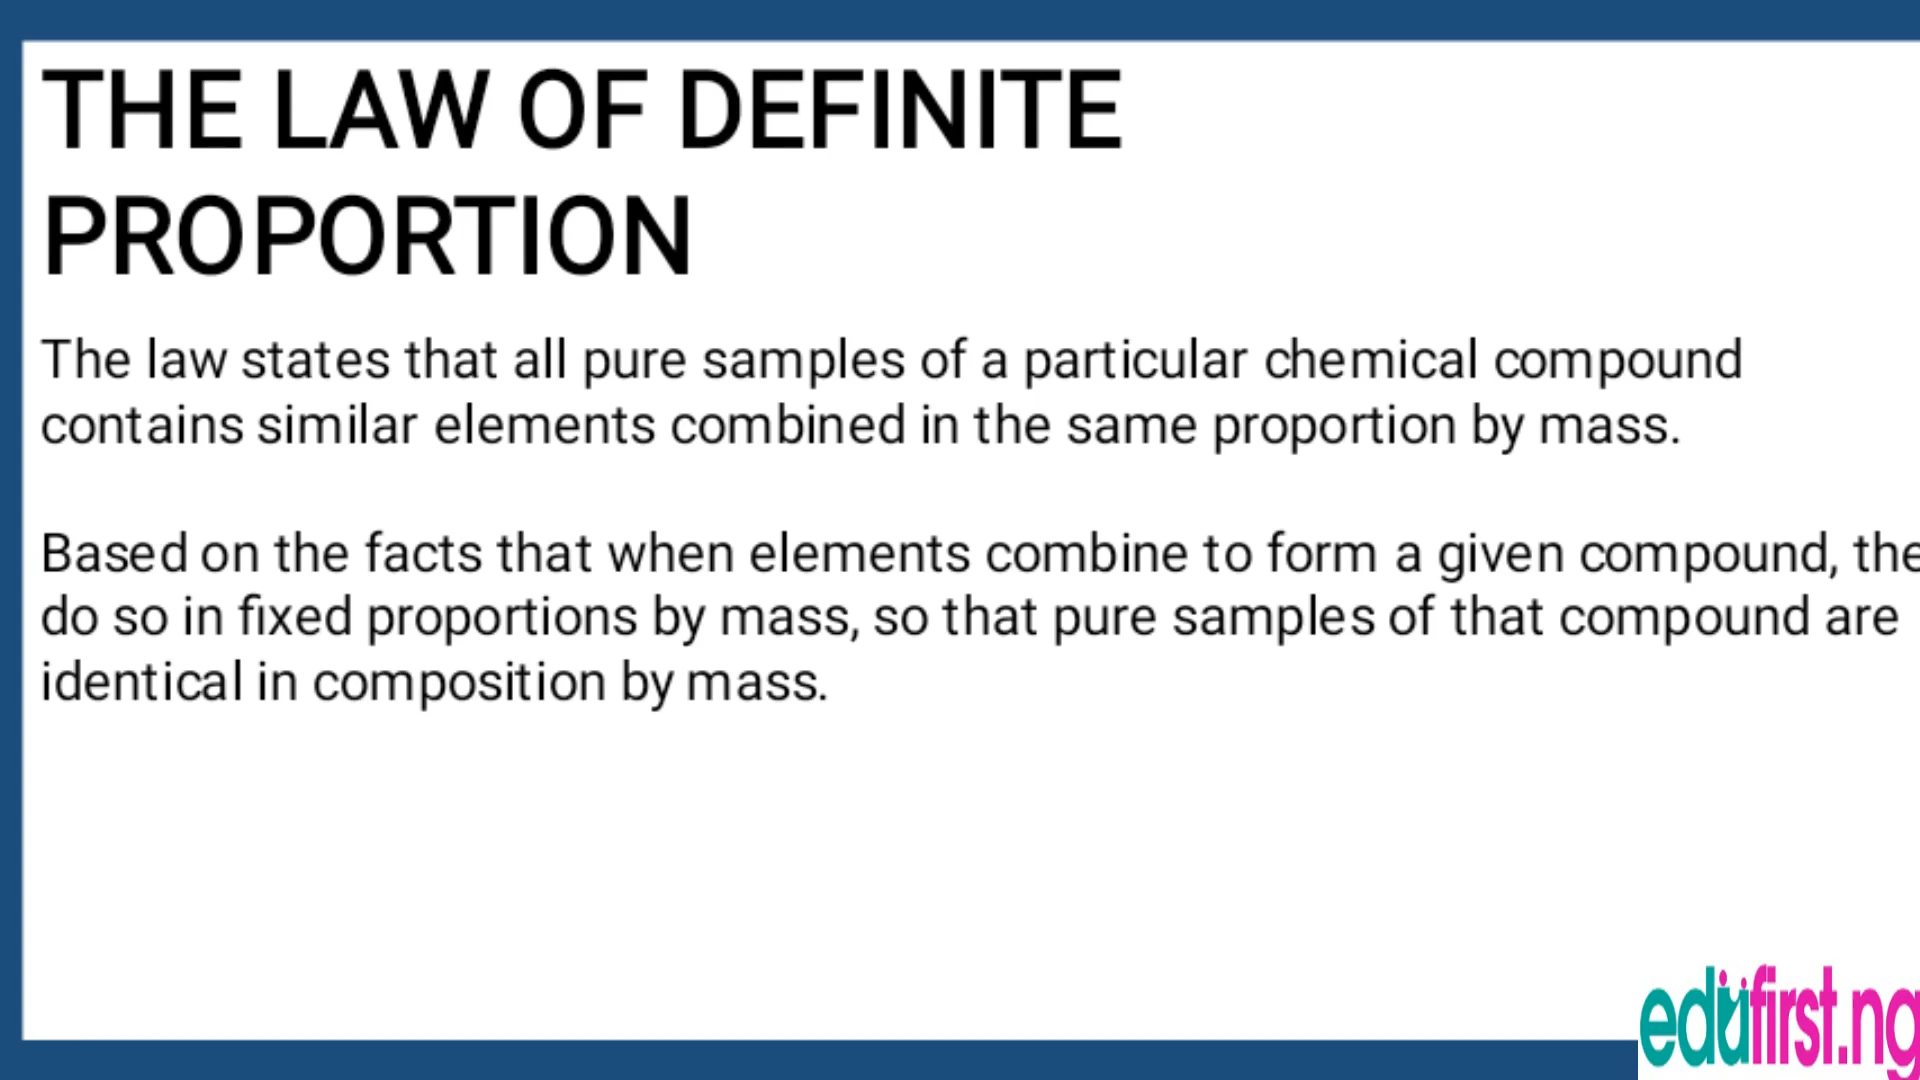 THE LAW OF DEFINITE
PROPORTION
The law states that all pure samples of a particular chemical compound
contains similar elements combined in the same proportion by mass.
Based on the facts that when elements combine to form a given compound, the
do so in fixed proportions by mass, so that pure samples of that compound are
identical in composition by mass.
edufirst.ng